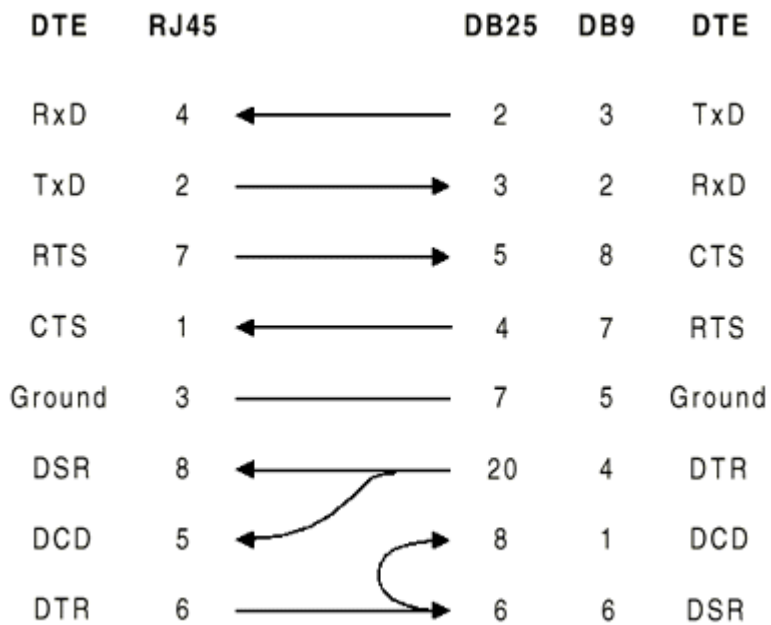 DTE RJ45 DB25 DB9 DTE
RxD 4 2 3 TxD
TxD 2 3 2 RxD
RTS 7 5 8 CTS
CTS 1 4 7 RTS
Ground 3 7 5 Ground
DSR 8 20 4 DTR
DCD 5 8 1 DCD
DTR 6 6 6 DSR